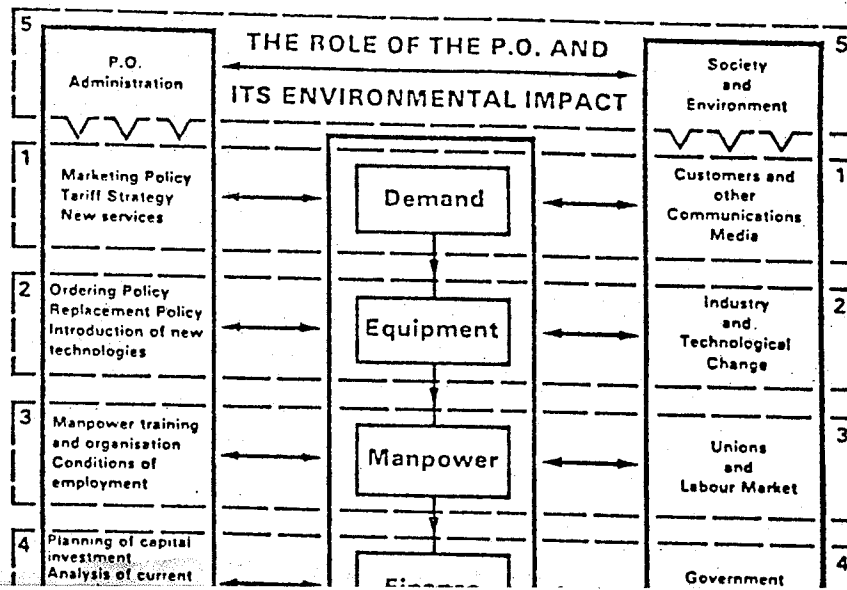 5
THE ROLE OF THE P.O. AND
5
P.O.
Administration
Society
and
Environment
ITS ENVIRONMENTAL IMPACT
1
Marketing Policy
Tariff Strategy
New services
Demand
Customers and
other
Communications
Media
1
2
Ordering Policy
Replacement Policy
Introduction of new
technologies
Equipment
Industry
and.
Technological
Change
2
3
Manpower training
and organisation
Conditions of
employment
Manpower
Unions
and
Labour Market
3
4
Planning of capital
investment
Analysis of current
Finance
Government
4